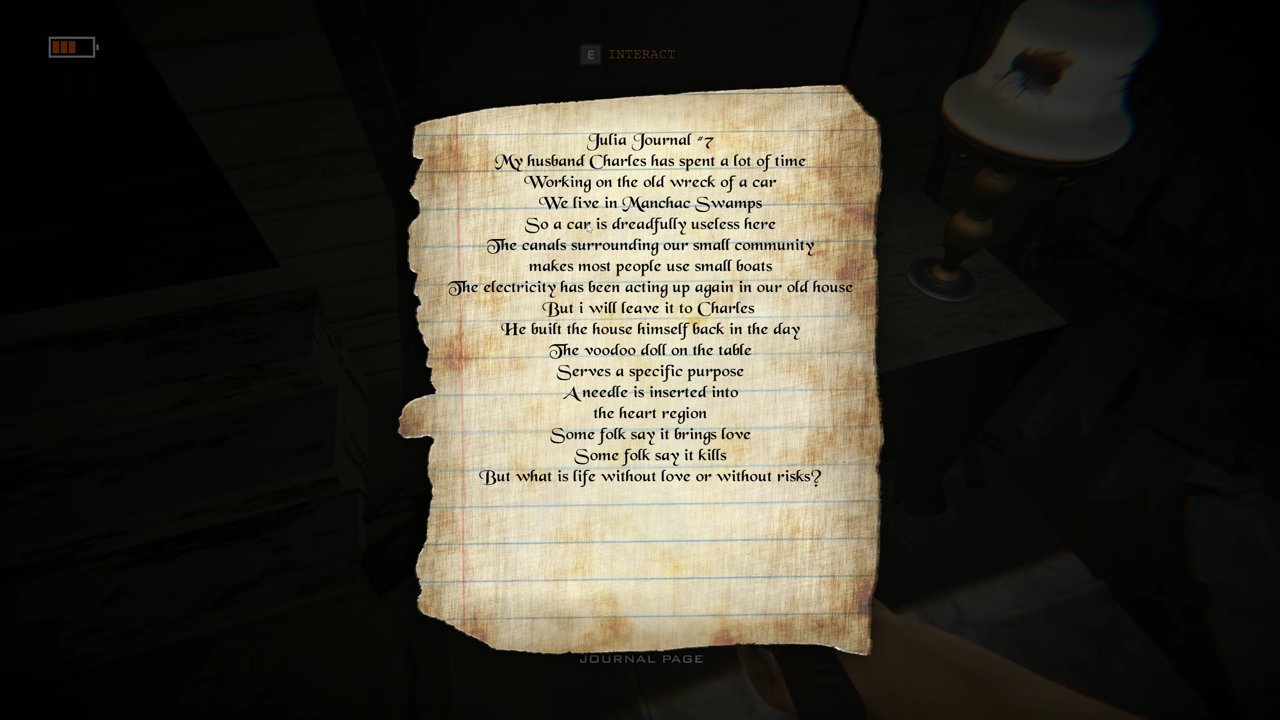 E INTERACT
Julia Journal #7
My husband Charles has spent a lot of time
Working on the old wreck of a car
We live in Manchac Swamps
So a car is dreadfully useless here
The canals surrounding our small community
makes most people use small boats
The electricity has been acting up again in our old house
But i will leave it to Charles
He built the house himself back in the day
The voodoo doll on the table
Serves a specific purpose
A needle is inserted into
the heart region
Some folk say it brings love
Some folk say it kills
But what is life without love or without risks?
JOURNAL PAGE